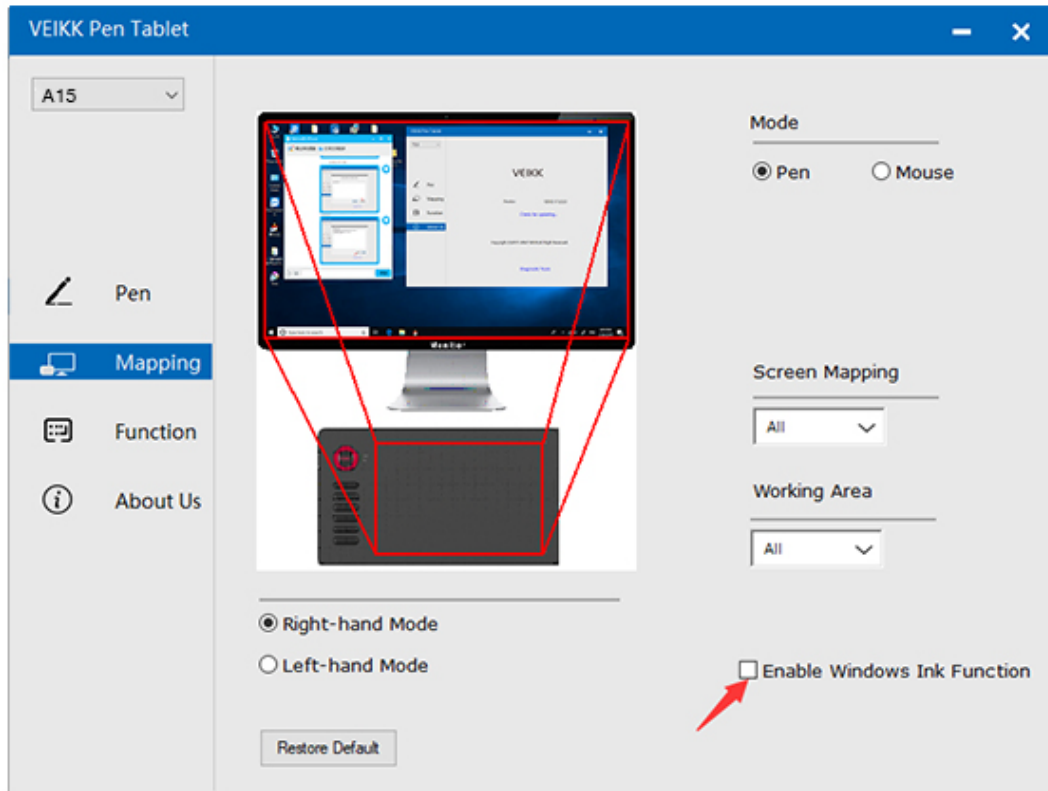 VEIKK Pen Tablet
A15
Pen
Mapping
Function
About Us
VEIKK
Monitor
Right-hand Mode
Left-hand Mode
Restore Default
Mode
Pen
Mouse
Screen Mapping
All
Working Area
All
Enable Windows Ink Function